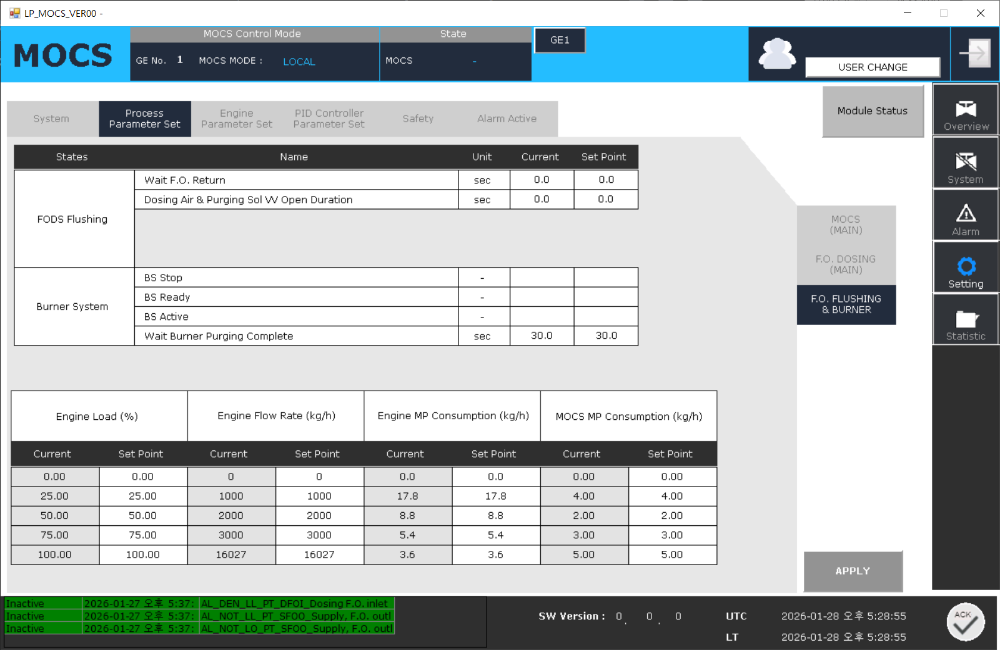 LP_MOCS_VER00 -
MOCS
MOCS Control Mode
State
GE No. 1 MOCS MODE : LOCAL
MOCS -
GE1
USER CHANGE
System
Process
Parameter Set
Engine
Parameter Set
PID Controller
Parameter Set
Safety
Alarm Active
Module Status
Overview
System
Alarm
Setting
Statistic
States Name Unit Current Set Point
FODS Flushing
Wait F.O. Return sec 0.0 0.0
Dosing Air & Purging Sol VV Open Duration sec 0.0 0.0
Burner System
BS Stop -
BS Ready -
BS Active -
Wait Burner Purging Complete sec 30.0 30.0
MOCS
(MAIN)
F.O. DOSING
(MAIN)
F.O. FLUSHING
& BURNER
Engine Load (%) Engine Flow Rate (kg/h) Engine MP Consumption (kg/h) MOCS MP Consumption (kg/h)
Current Set Point Current Set Point Current Set Point Current Set Point
0.00 0.00 0 0 0.0 0.0 0.00 0.00
25.00 25.00 1000 1000 17.8 17.8 4.00 4.00
50.00 50.00 2000 2000 8.8 8.8 2.00 2.00
75.00 75.00 3000 3000 5.4 5.4 3.00 3.00
100.00 100.00 16027 16027 3.6 3.6 5.00 5.00
APPLY
Inactive 2026-01-27 오후 5:37: AL_DEN_LL_PT_DFOI_Dosing F.O. inlet
Inactive 2026-01-27 오후 5:37: AL_NOT_LL_PT_SFOO_Supply, F.O. outl
Inactive 2026-01-27 오후 5:37: AL_NOT_LO_PT_SFOO_Supply, F.O. outl
SW Version : 0 . 0 . 0
UTC 2026-01-28 오후 5:28:55
LT 2026-01-28 오후 5:28:55
ACK